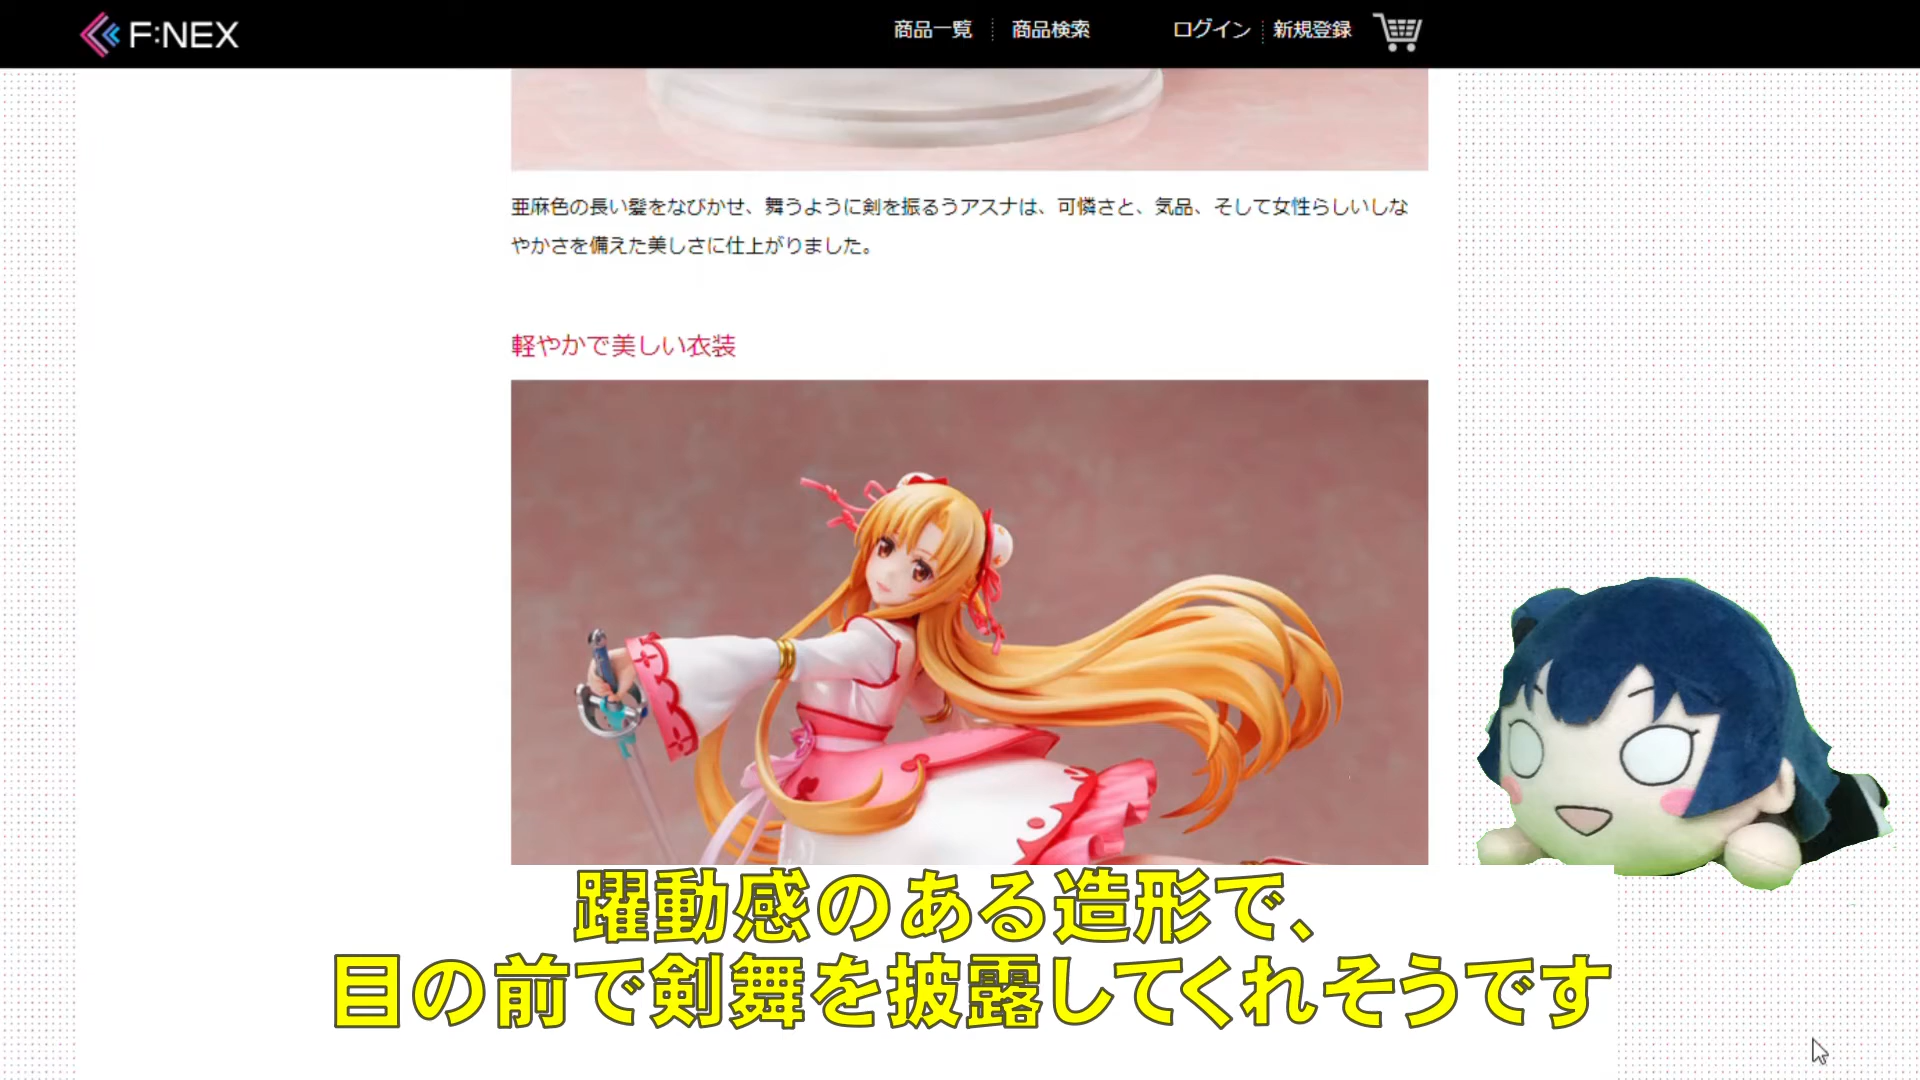 F:NEX
商品一覧
商品検索
ログイン
新規登録
亜麻色の長い髪をなびかせ、舞うように剣を振るうアスナは、可憐さと、気品、そして女性らしいしな
やかさを備えた美しさに仕上がりました。
軽やかで美しい衣装
躍動感のある造形で、
目の前で剣舞を披露してくれそうです